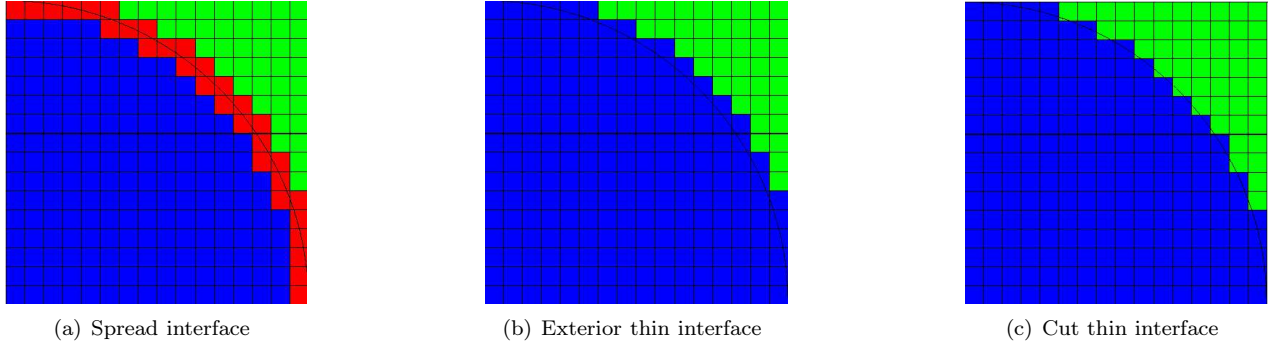 (a) Spread interface
(b) Exterior thin interface
(c) Cut thin interface